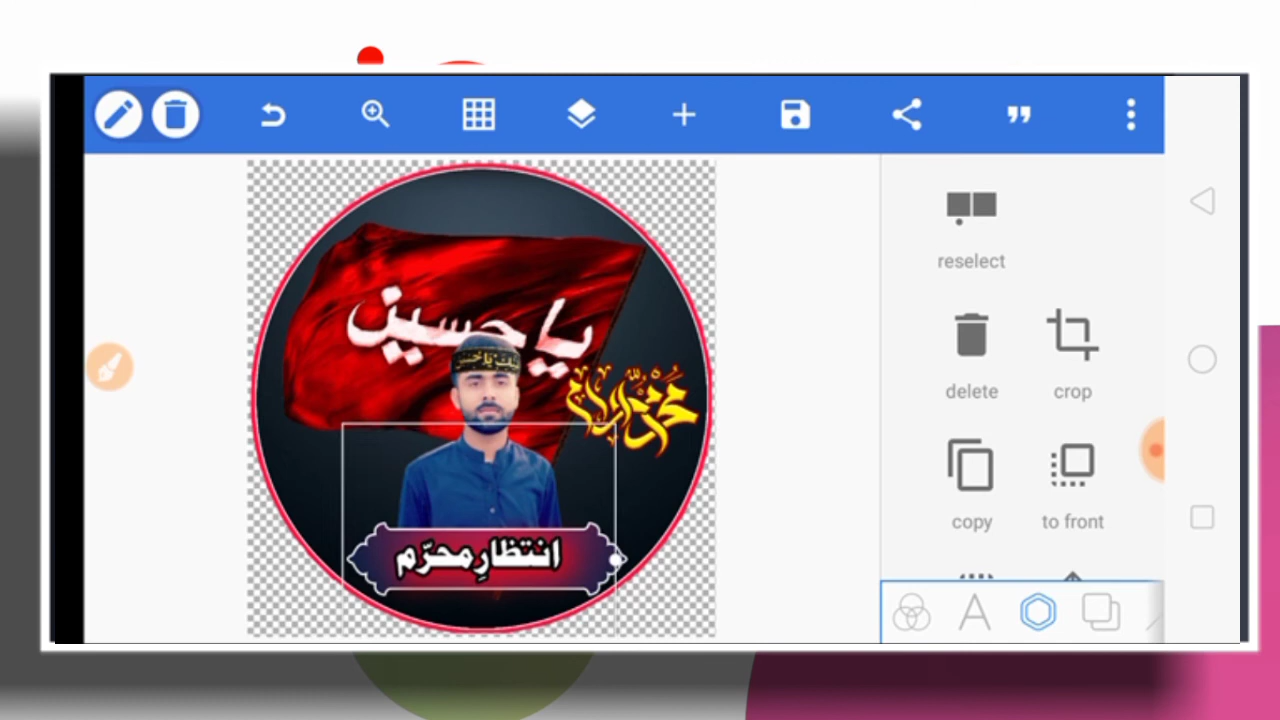 یا حسین
محرم الحرام
انتظارِ محرّم
reselect
delete
crop
copy
to front